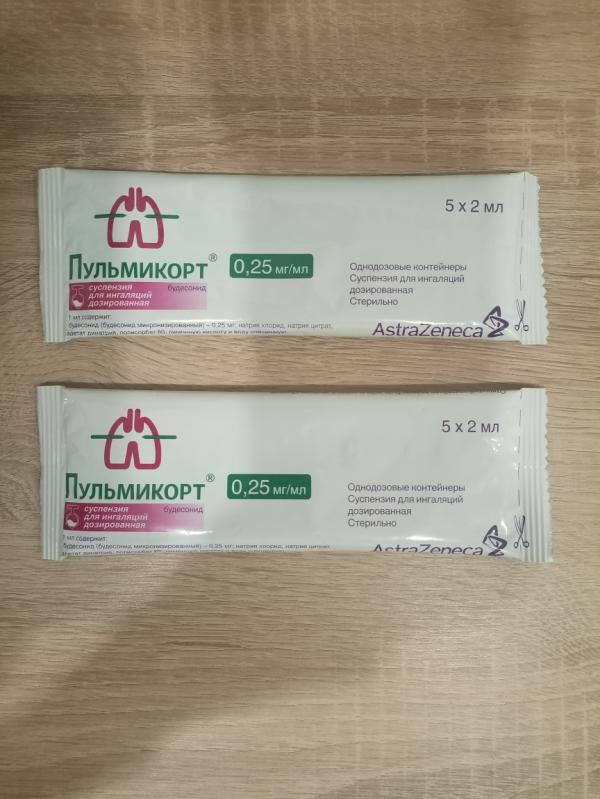 5 х 2 мл
Пульмикорт®
0,25 мг/мл
суспензия
для ингаляций
дозированная
будесонид
Однодозовые контейнеры
Суспензия для ингаляций
дозированная
Стерильно
1 мл содержит:
будесонид (будесонид микронизированный) – 0,25 мг, натрия хлорид, натрия цитрат,
AstraZeneca
5 х 2 мл
Пульмикорт®
0,25 мг/мл
суспензия
для ингаляций
дозированная
будесонид
Однодозовые контейнеры
Суспензия для ингаляций
дозированная
Стерильно
1 мл содержит:
будесонид (будесонид микронизированный) – 0,25 мг, натрия хлорид, натрия цитрат,
AstraZeneca